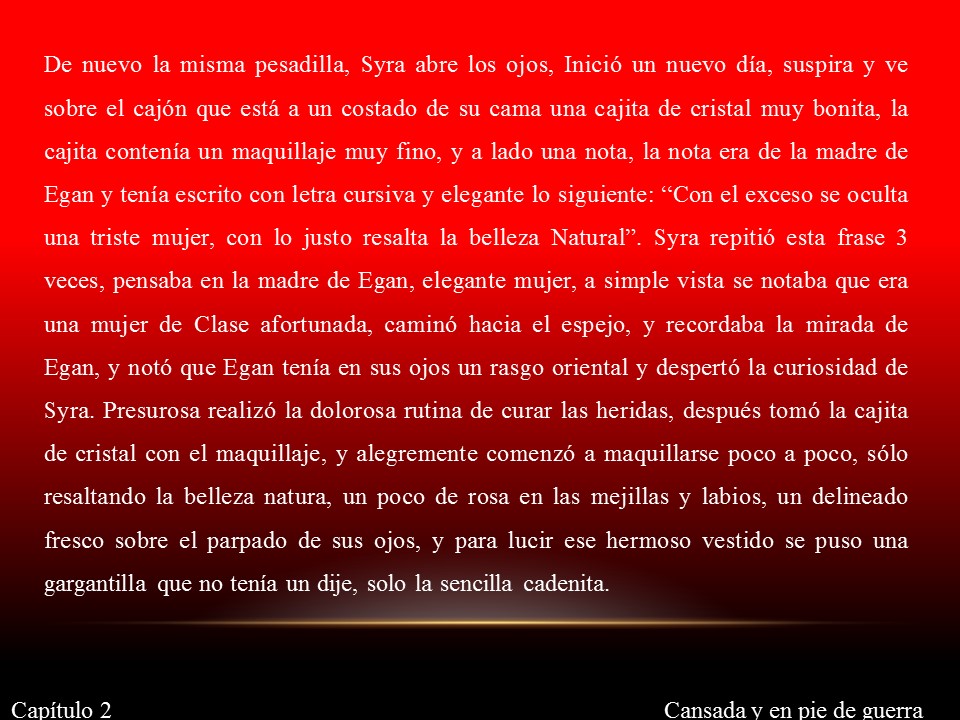 De nuevo la misma pesadilla, Syra abre los ojos, Inició un nuevo día, suspira y ve
sobre el cajón que está a un costado de su cama una cajita de cristal muy bonita, la
cajita contenía un maquillaje muy fino, y a lado una nota, la nota era de la madre de
Egan y tenía escrito con letra cursiva y elegante lo siguiente: “Con el exceso se oculta
una triste mujer, con lo justo resalta la belleza Natural”. Syra repitió esta frase 3
veces, pensaba en la madre de Egan, elegante mujer, a simple vista se notaba que era
una mujer de Clase afortunada, caminó hacia el espejo, y recordaba la mirada de
Egan, y notó que Egan tenía en sus ojos un rasgo oriental y despertó la curiosidad de
Syra. Presurosa realizó la dolorosa rutina de curar las heridas, después tomó la cajita
de cristal con el maquillaje, y alegremente comenzó a maquillarse poco a poco, sólo
resaltando la belleza natura, un poco de rosa en las mejillas y labios, un delineado
fresco sobre el parpado de sus ojos, y para lucir ese hermoso vestido se puso una
gargantilla que no tenía un dije, solo la sencilla cadenita.
Capítulo 2 Cansada y en pie de guerra